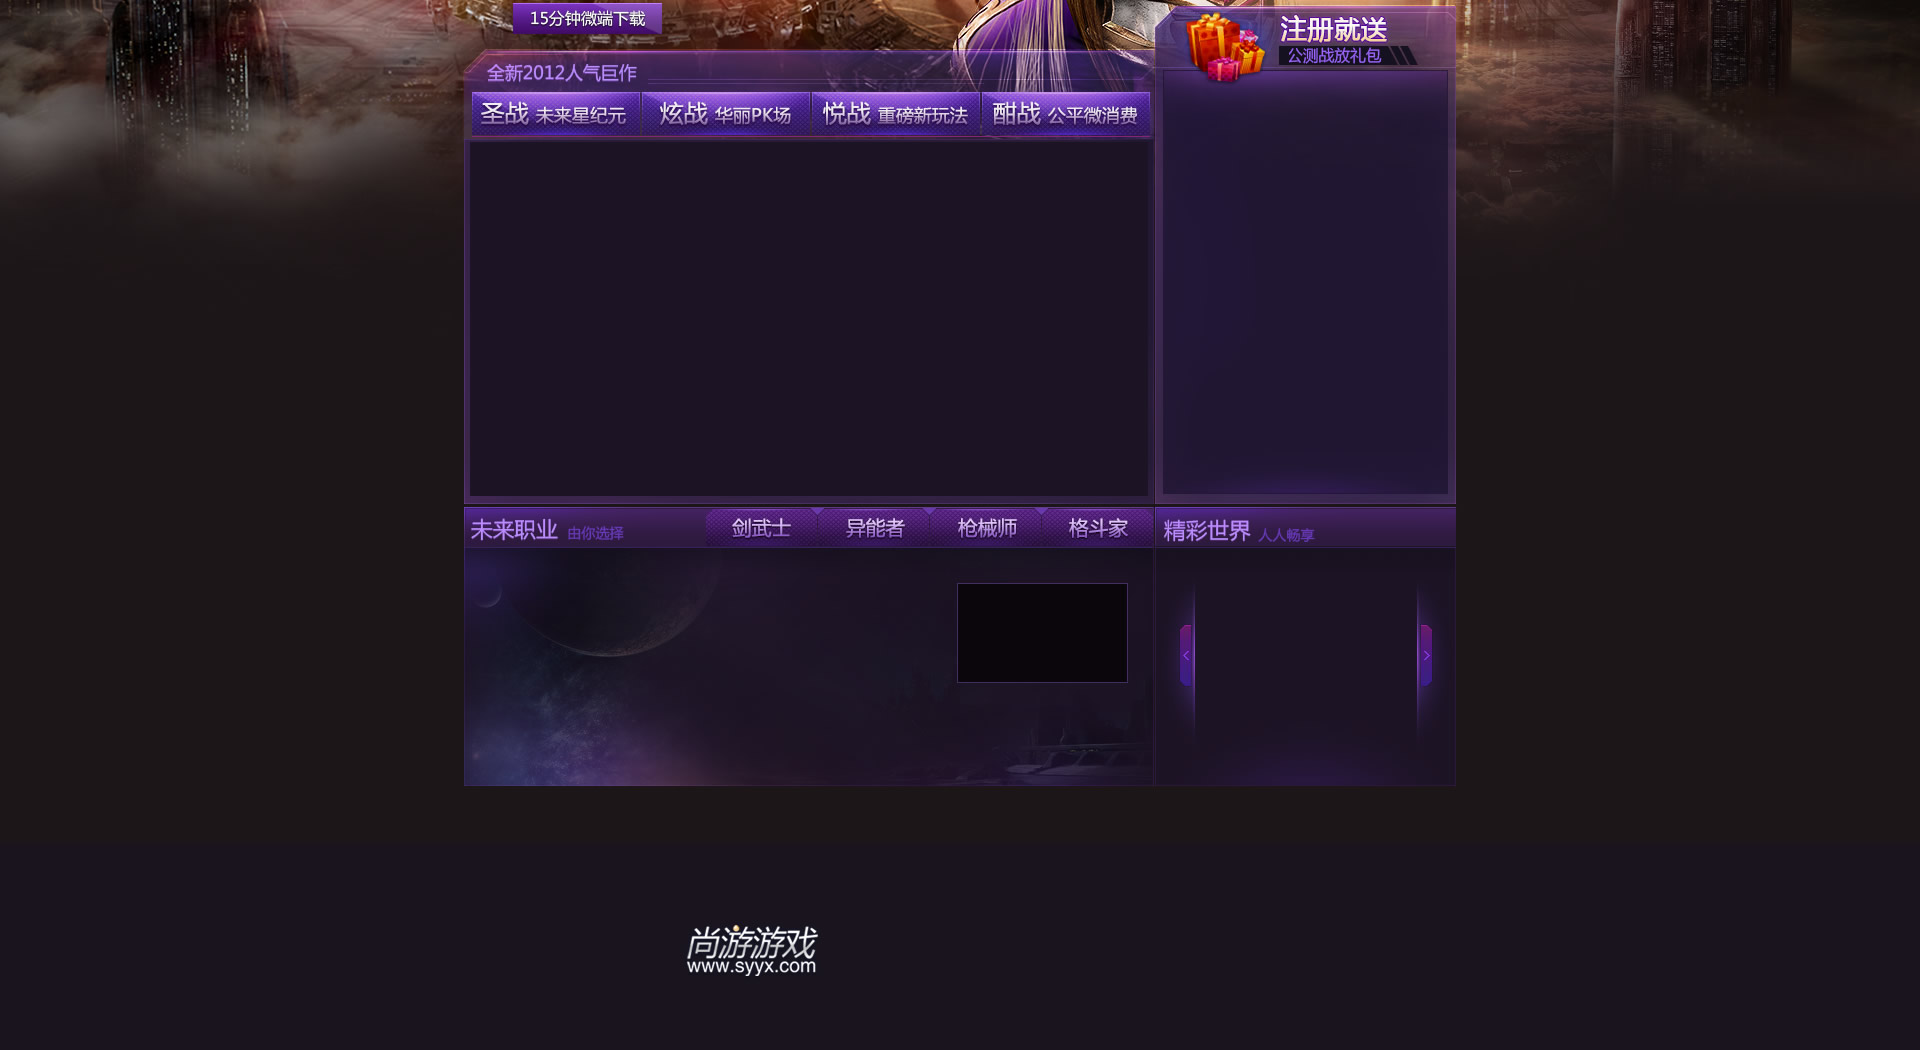 15分钟微端下载
注册就送
公测战放礼包
全新2012人气巨作
圣战 未来星纪元
炫战 华丽PK场
悦战 重磅新玩法
酣战 公平微消费
未来职业 由你选择
剑武士
异能者
枪械师
格斗家
精彩世界 人人畅享
尚游游戏
www.syyx.com